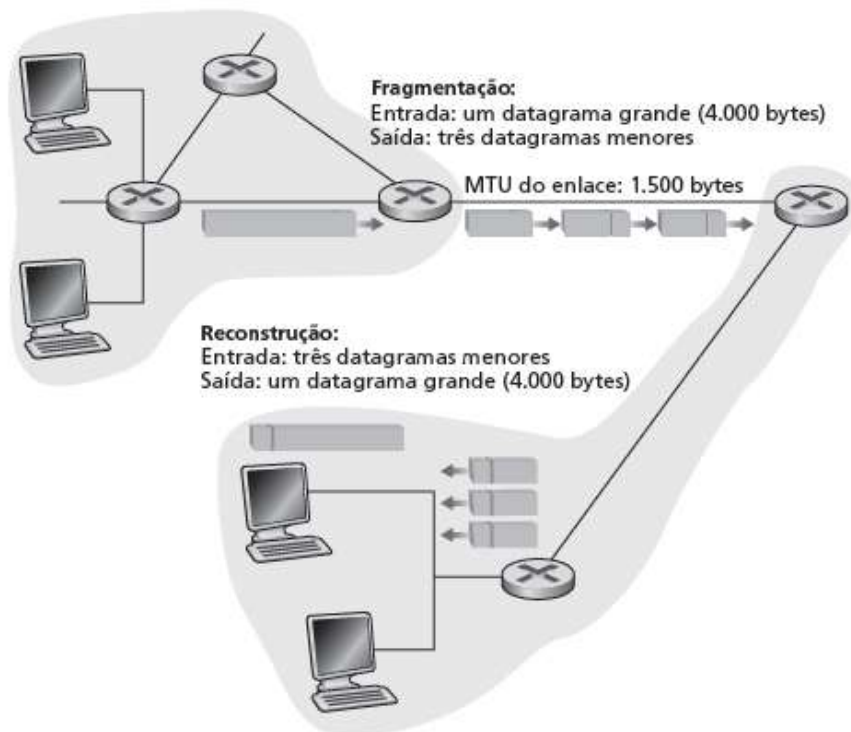 Fragmentação:
Entrada: um datagrama grande (4.000 bytes)
Saída: três datagramas menores
MTU do enlace: 1.500 bytes
Reconstrução:
Entrada: três datagramas menores
Saída: um datagrama grande (4.000 bytes)